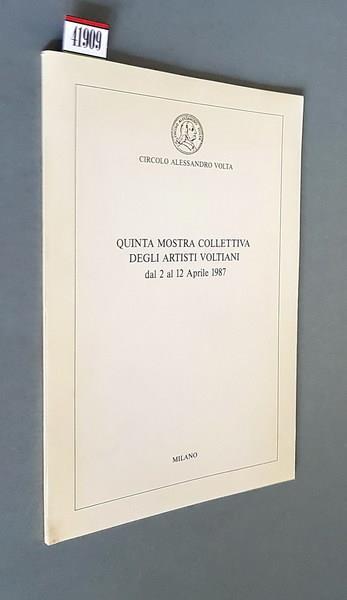 41909
CIRCOLO ALESSANDRO VOLTA
QUINTA MOSTRA COLLETTIVA
DEGLI ARTISTI VOLTIANI
dal 2 al 12 Aprile 1987
MILANO